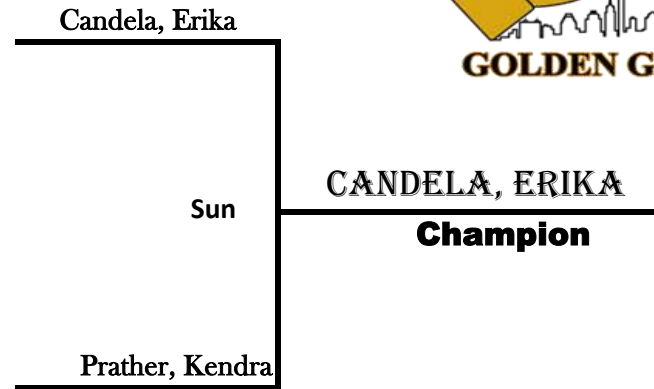 Candela, Erika
GOLDEN G
CANDELA, ERIKA
Sun
Champion
Prather, Kendra